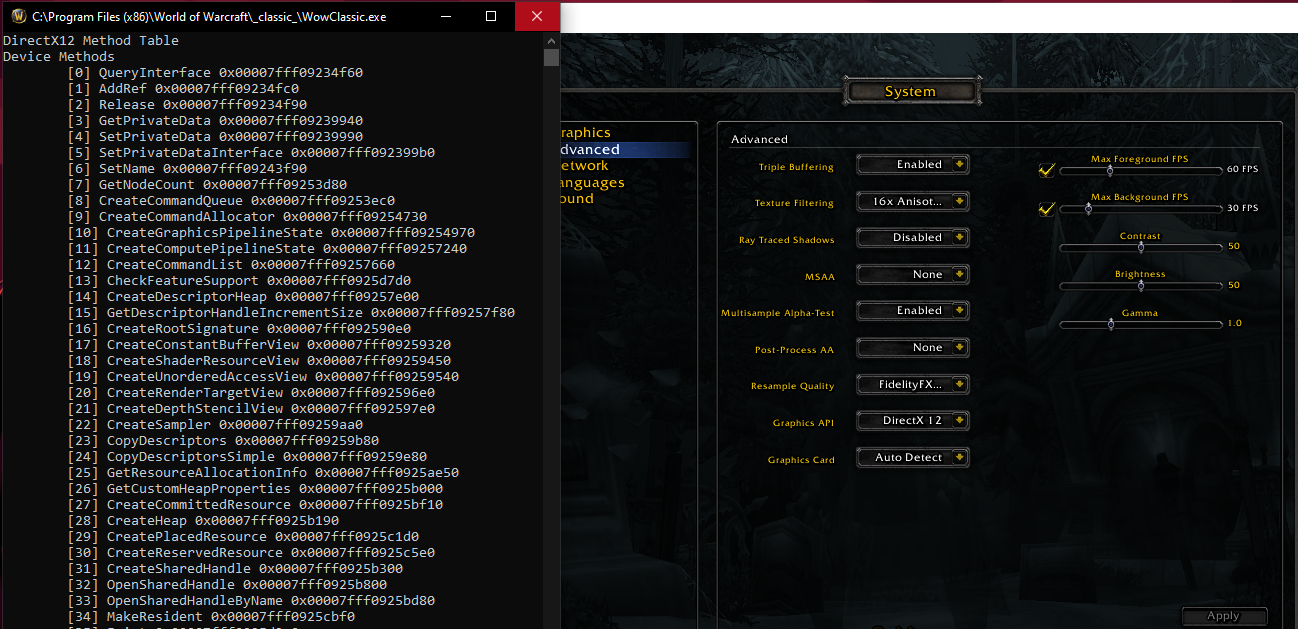 C:\Program Files (x86)\World of Warcraft\_classic_\WowClassic.exe
DirectX12 Method Table
Device Methods
[0] QueryInterface 0x00007fff09234f60
[1] AddRef 0x00007fff09234fc0
[2] Release 0x00007fff09234f90
[3] GetPrivateData 0x00007fff09239940
[4] SetPrivateData 0x00007fff09239990
[5] SetPrivateDataInterface 0x00007fff092399b0
[6] SetName 0x00007fff09243f90
[7] GetNodeCount 0x00007fff09253d80
[8] CreateCommandQueue 0x00007fff09253ec0
[9] CreateCommandAllocator 0x00007fff09254730
[10] CreateGraphicsPipelineState 0x00007fff09254970
[11] CreateComputePipelineState 0x00007fff09257240
[12] CreateCommandList 0x00007fff09257660
[13] CheckFeatureSupport 0x00007fff0925d7d0
[14] CreateDescriptorHeap 0x00007fff09257e00
[15] GetDescriptorHandleIncrementSize 0x00007fff09257f80
[16] CreateRootSignature 0x00007fff092590e0
[17] CreateConstantBufferView 0x00007fff09259320
[18] CreateShaderResourceView 0x00007fff09259450
[19] CreateUnorderedAccessView 0x00007fff09259540
[20] CreateRenderTargetView 0x00007fff092596e0
[21] CreateDepthStencilView 0x00007fff092597e0
[22] CreateSampler 0x00007fff09259aa0
[23] CopyDescriptors 0x00007fff09259b80
[24] CopyDescriptorsSimple 0x00007fff09259e80
[25] GetResourceAllocationInfo 0x00007fff0925ae50
[26] GetCustomHeapProperties 0x00007fff0925b000
[27] CreateCommittedResource 0x00007fff0925bf10
[28] CreateHeap 0x00007fff0925b190
[29] CreatePlacedResource 0x00007fff0925c1d0
[30] CreateReservedResource 0x00007fff0925c5e0
[31] CreateSharedHandle 0x00007fff0925b300
[32] OpenSharedHandle 0x00007fff0925b800
[33] OpenSharedHandleByName 0x00007fff0925bd80
[34] MakeResident 0x00007fff0925cbf0
System
raphics
dvanced
etwork
anguages
ound
Advanced
Triple Buffering Enabled
Texture Filtering 16x Anisot...
Ray Traced Shadows Disabled
MSAA None
Multisample Alpha-Test Enabled
Post-Process AA None
Resample Quality FidelityFX...
Graphics API DirectX 12
Graphics Card Auto Detect
Max Foreground FPS
60 FPS
Max Background FPS
30 FPS
Contrast
50
Brightness
50
Gamma
1.0
Apply